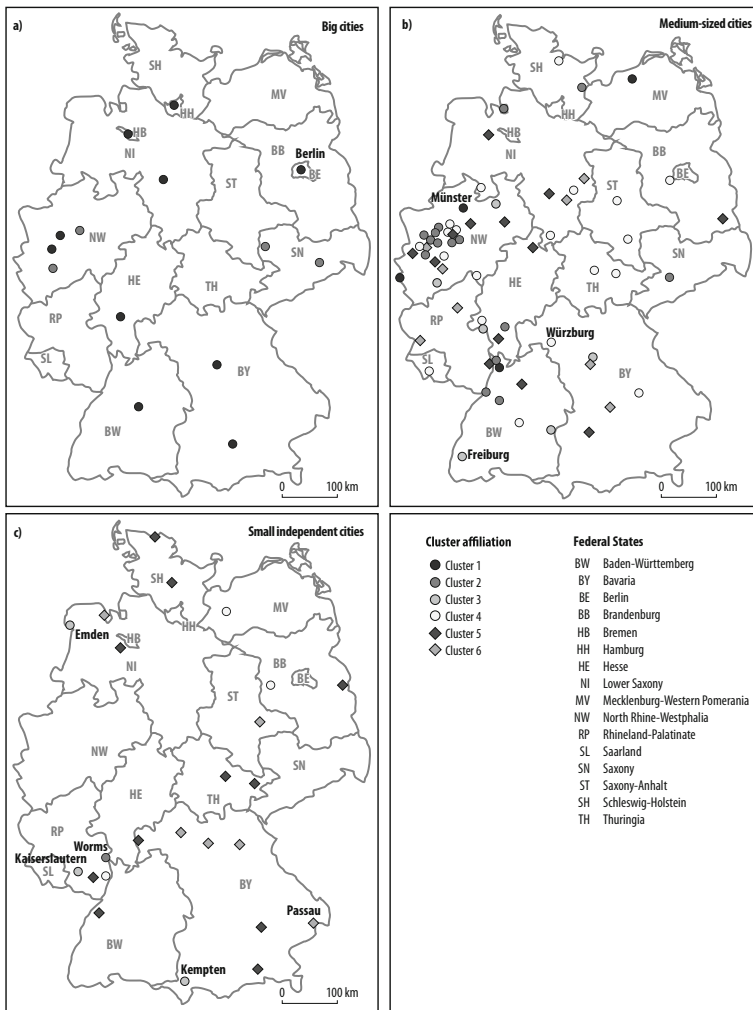 a)
Big cities
SH
MV
HH
HB
NI
BB
Berlin
BE
ST
NW
SN
HE
TH
RP
SL
BY
BW
0 100 km
b)
Medium-sized cities
SH
MV
HH
HB
NI
BB
BE
ST
Münster
NW
SN
HE
TH
RP
Würzburg
SL
BY
BW
Freiburg
0 100 km
c)
Small independent cities
SH
MV
HH
Emden
HB
NI
BB
BE
ST
NW
SN
HE
TH
RP
Worms
Kaiserslautern
SL
BY
Passau
BW
Kempten
0 100 km
Cluster affiliation
Cluster 1
Cluster 2
Cluster 3
Cluster 4
Cluster 5
Cluster 6
Federal States
BW Baden-Württemberg
BY Bavaria
BE Berlin
BB Brandenburg
HB Bremen
HH Hamburg
HE Hesse
NI Lower Saxony
MV Mecklenburg-Western Pomerania
NW North Rhine-Westphalia
RP Rhineland-Palatinate
SL Saarland
SN Saxony
ST Saxony-Anhalt
SH Schleswig-Holstein
TH Thuringia